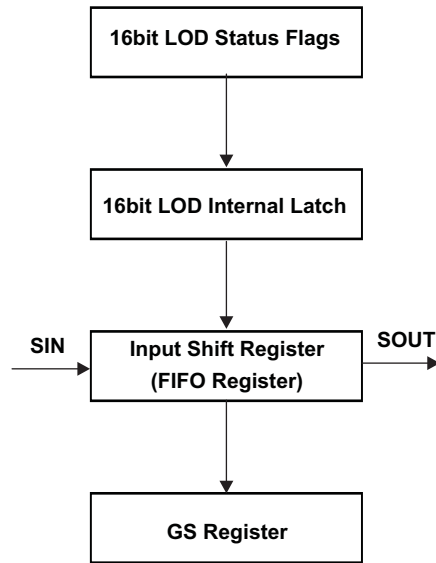 16bit LOD Status Flags
16bit LOD Internal Latch
SIN
Input Shift Register
(FIFO Register)
SOUT
GS Register